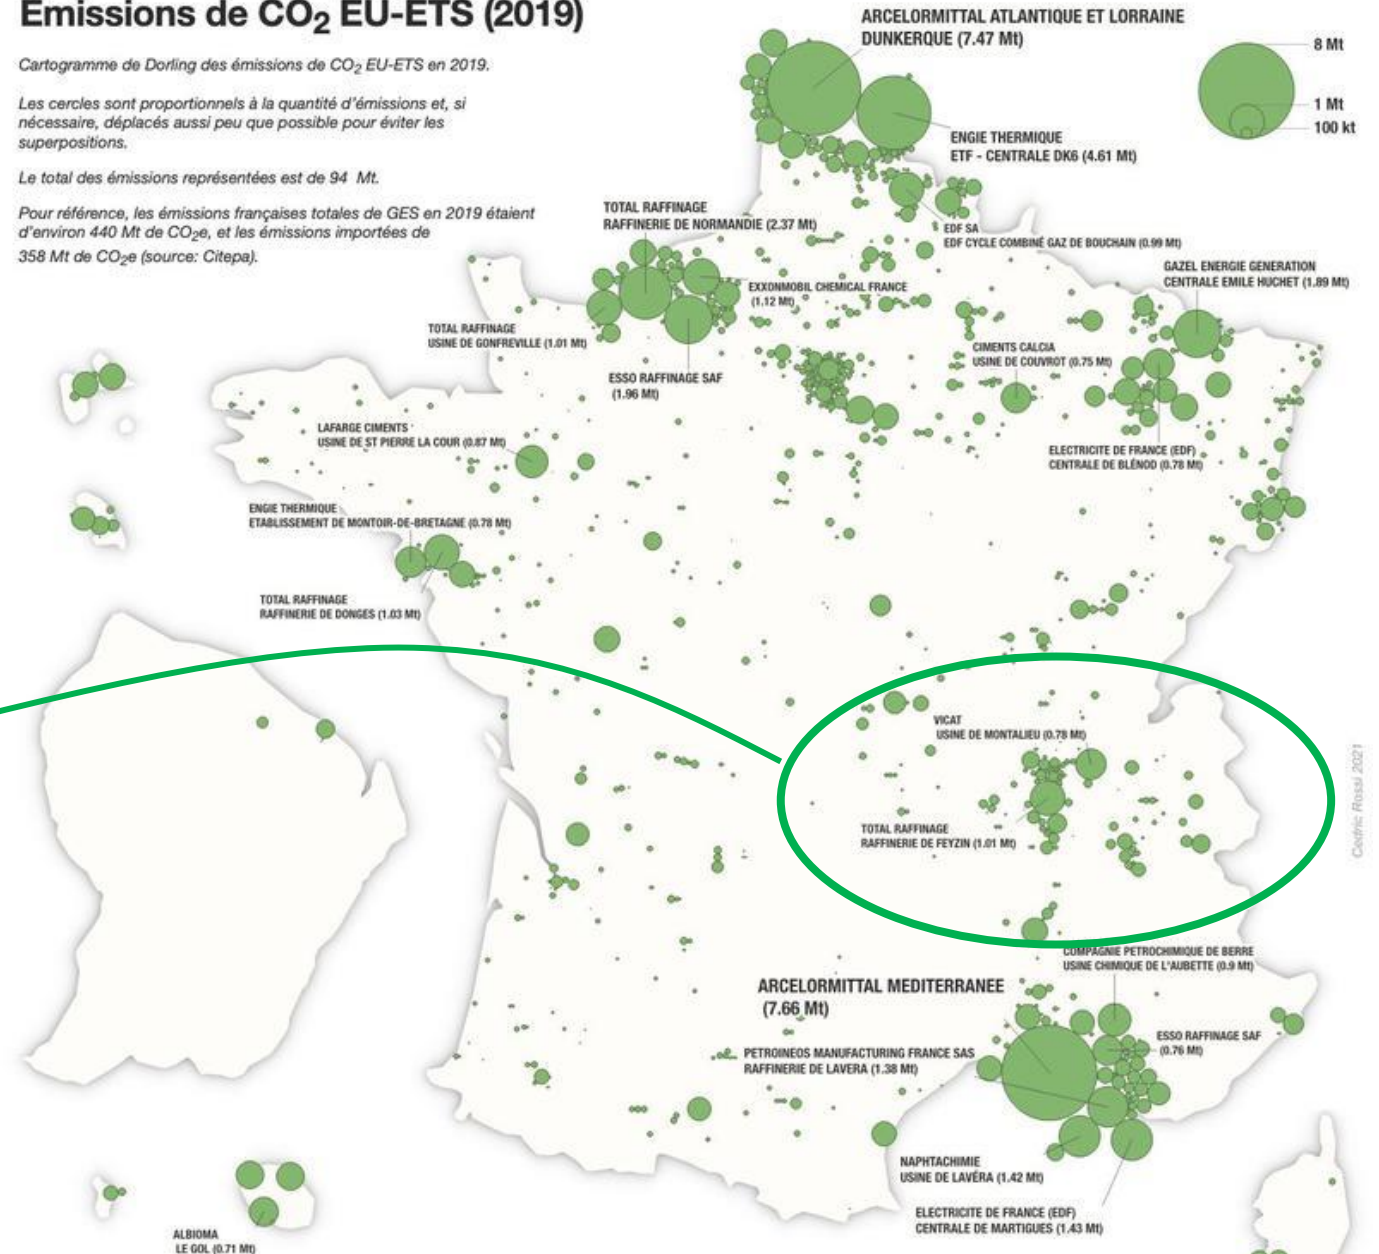 Émissions de CO2 EU-ETS (2019)
Cartogramme de Dorling des émissions de CO2 EU-ETS en 2019.
Les cercles sont proportionnels à la quantité d'émissions et, si
nécessaire, déplacés aussi peu que possible pour éviter les
superpositions.
Le total des émissions représentées est de 94 Mt.
Pour référence, les émissions françaises totales de GES en 2019 étaient
d'environ 440 Mt de CO2e, et les émissions importées de
358 Mt de CO2e (source: Citepa).
ARCELORMITTAL ATLANTIQUE ET LORRAINE
DUNKERQUE (7.47 Mt)
8 Mt
1 Mt
100 kt
ENGIE THERMIQUE
ETF - CENTRALE DK6 (4.61 Mt)
TOTAL RAFFINAGE
RAFFINERIE DE NORMANDIE (2.37 Mt)
EDF SA
EDF CYCLE COMBINÉ GAZ DE BOUCHAIN (0.99 Mt)
GAZEL ENERGIE GENERATION
CENTRALE EMILE HUCHET (1.89 Mt)
EXXONMOBIL CHEMICAL FRANCE
(1.12 Mt)
TOTAL RAFFINAGE
USINE DE GONFREVILLE (1.01 Mt)
CIMENTS CALCIA
USINE DE COUVROT (0.75 Mt)
ESSO RAFFINAGE SAF
(1.96 Mt)
LAFARGE CIMENTS
USINE DE ST PIERRE LA COUR (0.87 Mt)
ELECTRICITE DE FRANCE (EDF)
CENTRALE DE BLÉNOD (0.78 Mt)
ENGIE THERMIQUE
ETABLISSEMENT DE MONTOIR-DE-BRETAGNE (0.78 Mt)
TOTAL RAFFINAGE
RAFFINERIE DE DONGES (1.03 Mt)
VICAT
USINE DE MONTALIEU (0.78 Mt)
TOTAL RAFFINAGE
RAFFINERIE DE FEYZIN (1.01 Mt)
Cedric Rossi 2021
COMPAGNIE PETROCHIMIQUE DE BERRE
USINE CHIMIQUE DE L"AUBETTE (0.9 Mt)
ARCELORMITTAL MEDITERRANEE
(7.66 Mt)
ESSO RAFFINAGE SAF
(0.76 Mt)
PETROINEOS MANUFACTURING FRANCE SAS
RAFFINERIE DE LAVERA (1.38 Mt)
NAPHTACHIMIE
USINE DE LAVÉRA (1.42 Mt)
ELECTRICITE DE FRANCE (EDF)
CENTRALE DE MARTIGUES (1.43 Mt)
ALBIOMA
LE GOL (0.71 Mt)